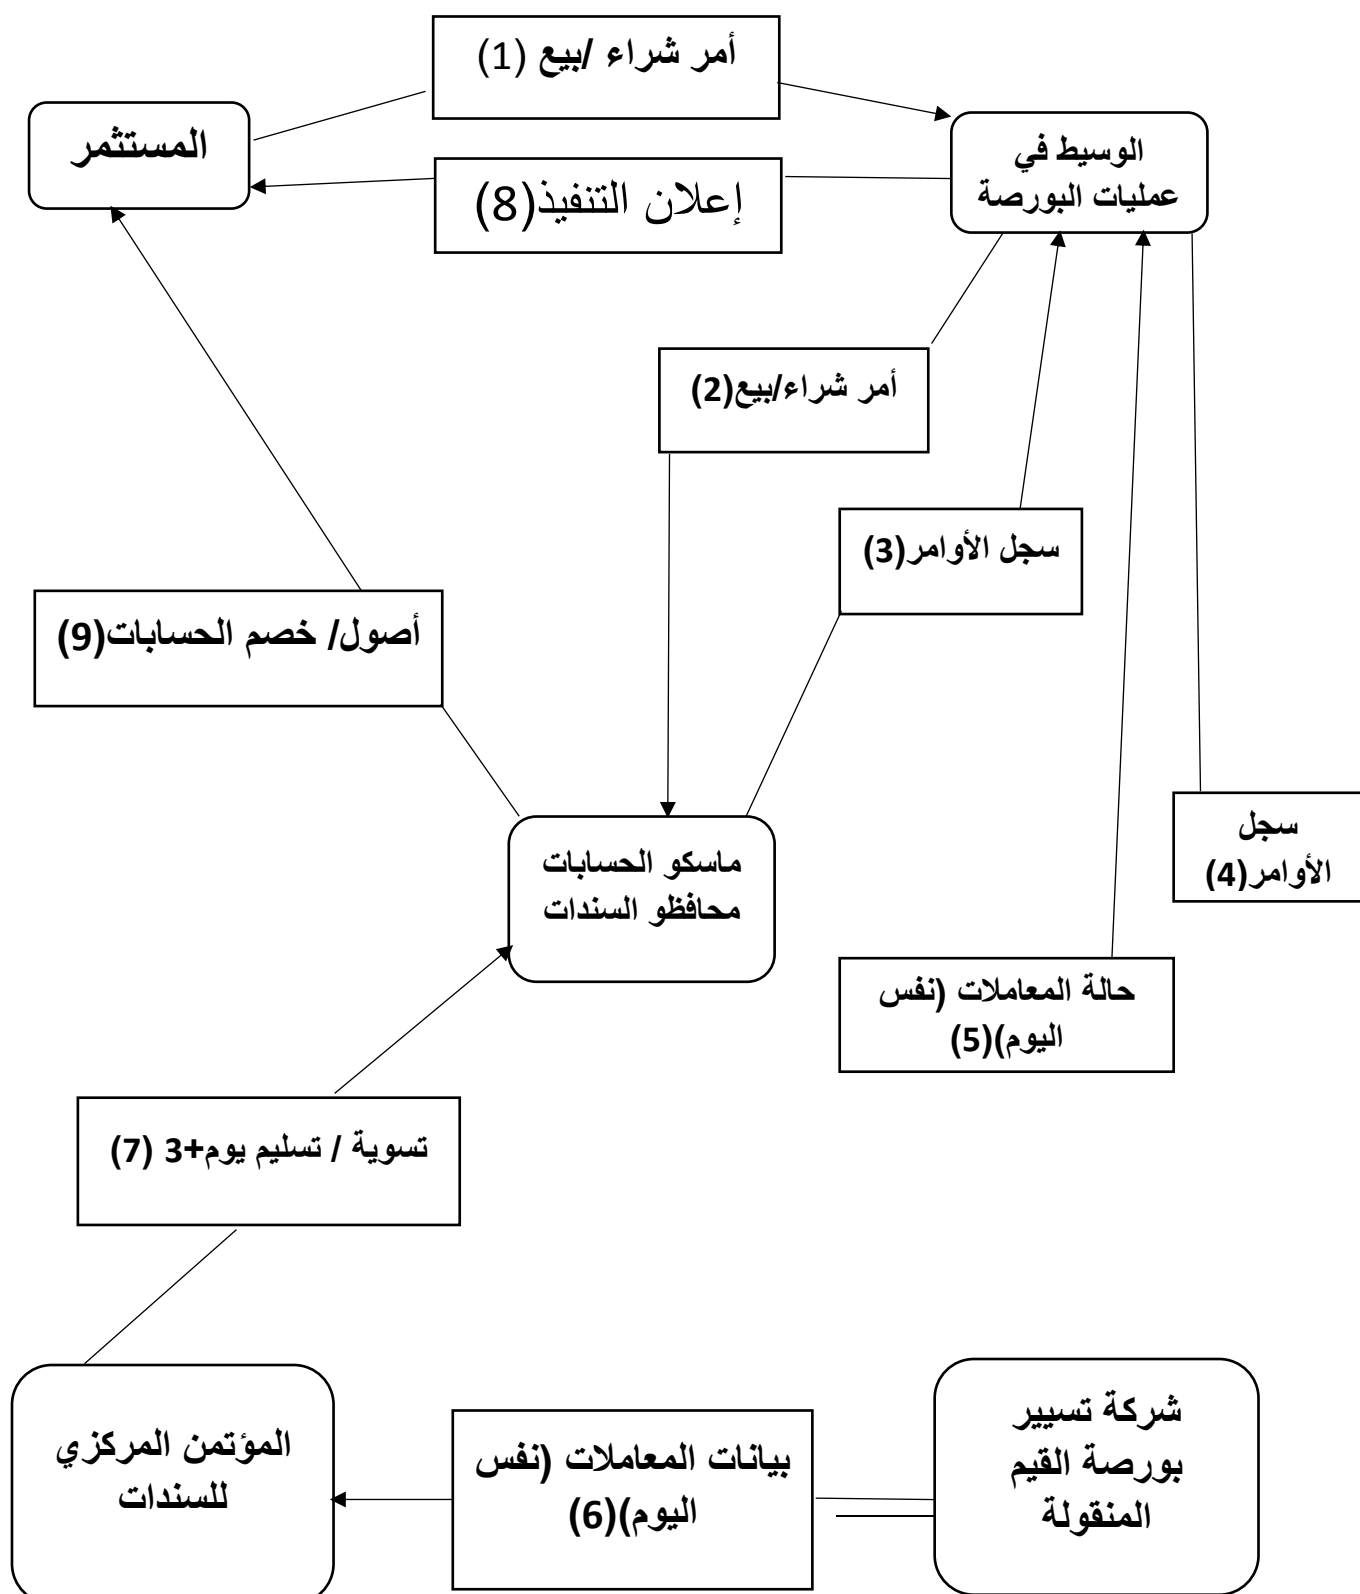 أمر شراء /بيع (1)
المستثمر
الوسيط في
عمليات البورصة
إعلان التنفيذ(8)
أمر شراء/بيع(2)
سجل الأوامر(3)
أصول/ خصم الحسابات(9)
سجل
الأوامر(4)
ماسكو الحسابات
محافظو السندات
حالة المعاملات (نفس
اليوم)(5)
تسوية / تسليم يوم+3 (7)
شركة تسيير
بورصة القيم
المنقولة
بيانات المعاملات (نفس
اليوم)(6)
المؤتمن المركزي
للسندات